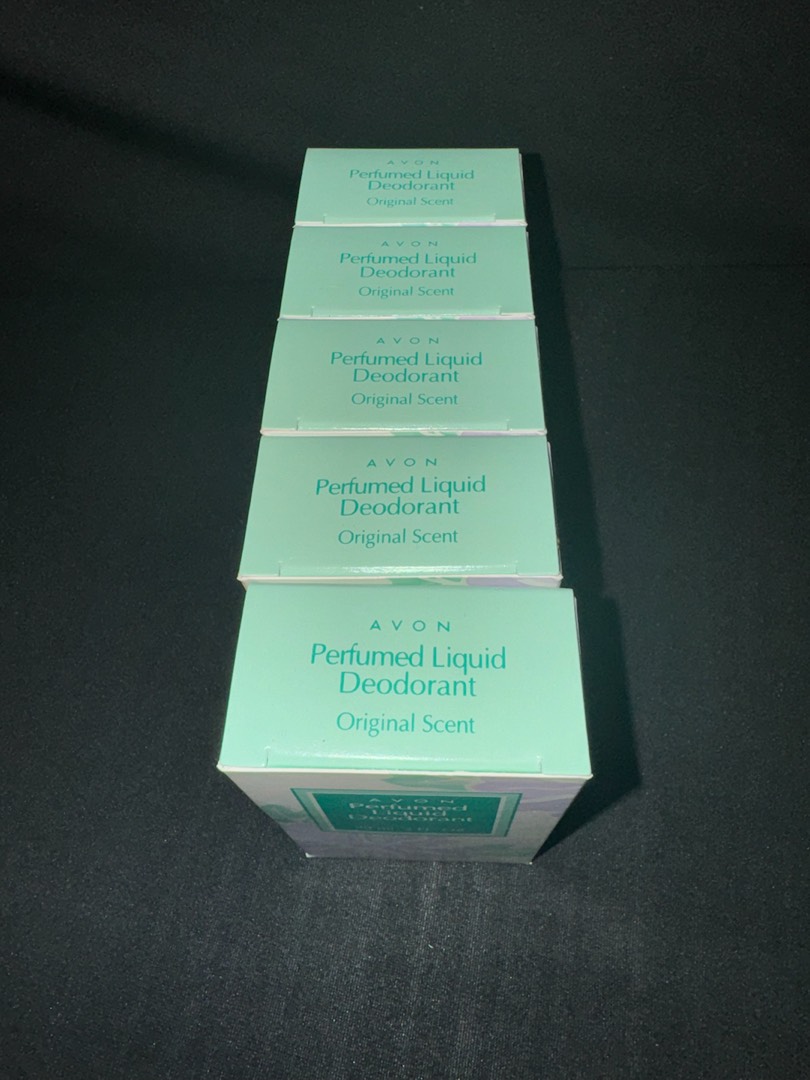 AVON
Perfumed Liquid
Deodorant
Original Scent
AVON
Perfumed Liquid
Deodorant
Original Scent
AVON
Perfumed Liquid
Deodorant
Original Scent
AVON
Perfumed Liquid
Deodorant
Original Scent
AVON
Perfumed Liquid
Deodorant
Original Scent
AVON
Perfumed
Liquid
Deodorant